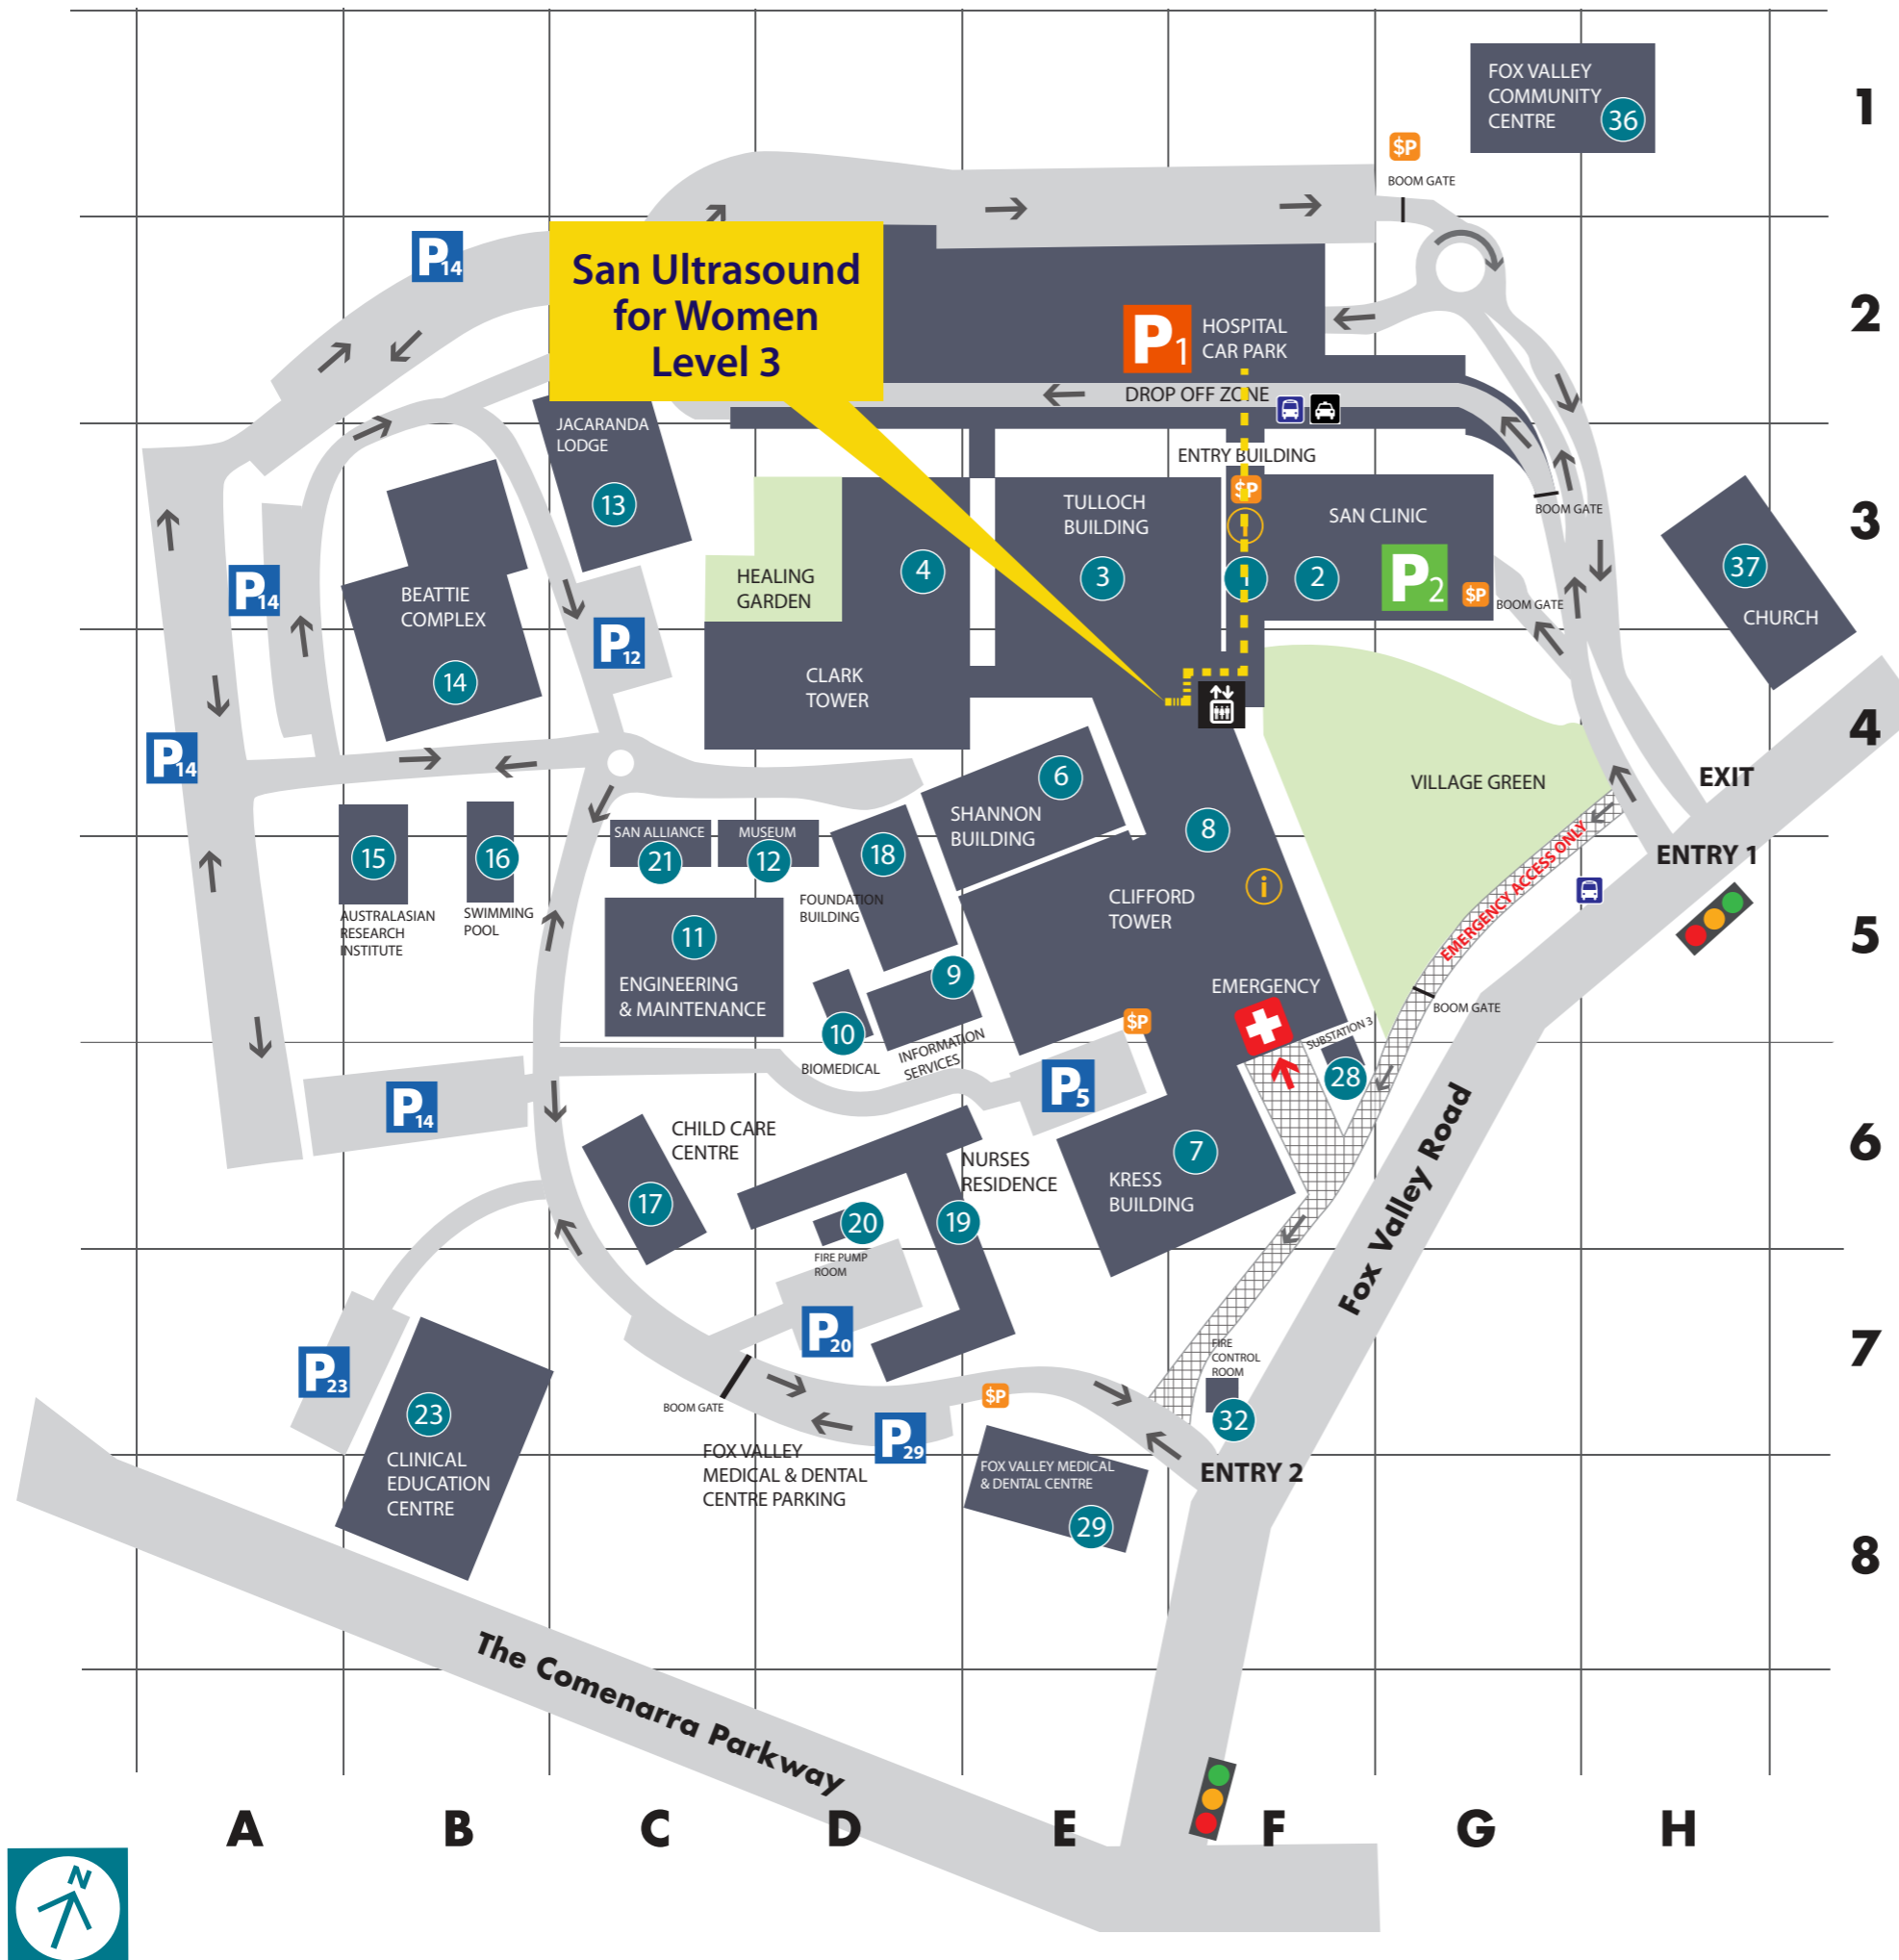 1
FOX VALLEY
COMMUNITY
CENTRE
36
$P
BOOM GATE
P14
San Ultrasound
for Women
Level 3
P1
HOSPITAL
CAR PARK
2
DROP OFF ZONE
JACARANDA
LODGE
13
ENTRY BUILDING
$P
i
TULLOCH
BUILDING
3
1
SAN CLINIC
2
P2
$P
BOOM GATE
BOOM GATE
3
37
CHURCH
P14
BEATTIE
COMPLEX
14
HEALING
GARDEN
4
P12
CLARK
TOWER
P14
6
SHANNON
BUILDING
8
VILLAGE GREEN
4
EXIT
ENTRY 1
EMERGENCY ACCESS ONLY
15
AUSTRALASIAN
RESEARCH
INSTITUTE
16
SWIMMING
POOL
SAN ALLIANCE
21
MUSEUM
12
18
FOUNDATION
BUILDING
CLIFFORD
TOWER
i
5
11
ENGINEERING
& MAINTENANCE
9
INFORMATION
SERVICES
10
BIOMEDICAL
EMERGENCY
$P
SUBSTATION 3
28
BOOM GATE
P14
P5
CHILD CARE
CENTRE
17
NURSES
RESIDENCE
19
20
FIRE PUMP
ROOM
7
KRESS
BUILDING
6
Fox Valley Road
P20
P23
23
CLINICAL
EDUCATION
CENTRE
BOOM GATE
$P
P29
FOX VALLEY
MEDICAL & DENTAL
CENTRE PARKING
FIRE
CONTROL
ROOM
32
7
ENTRY 2
FOX VALLEY MEDICAL
& DENTAL CENTRE
29
8
The Comenarra Parkway
A B C D E F G H
N